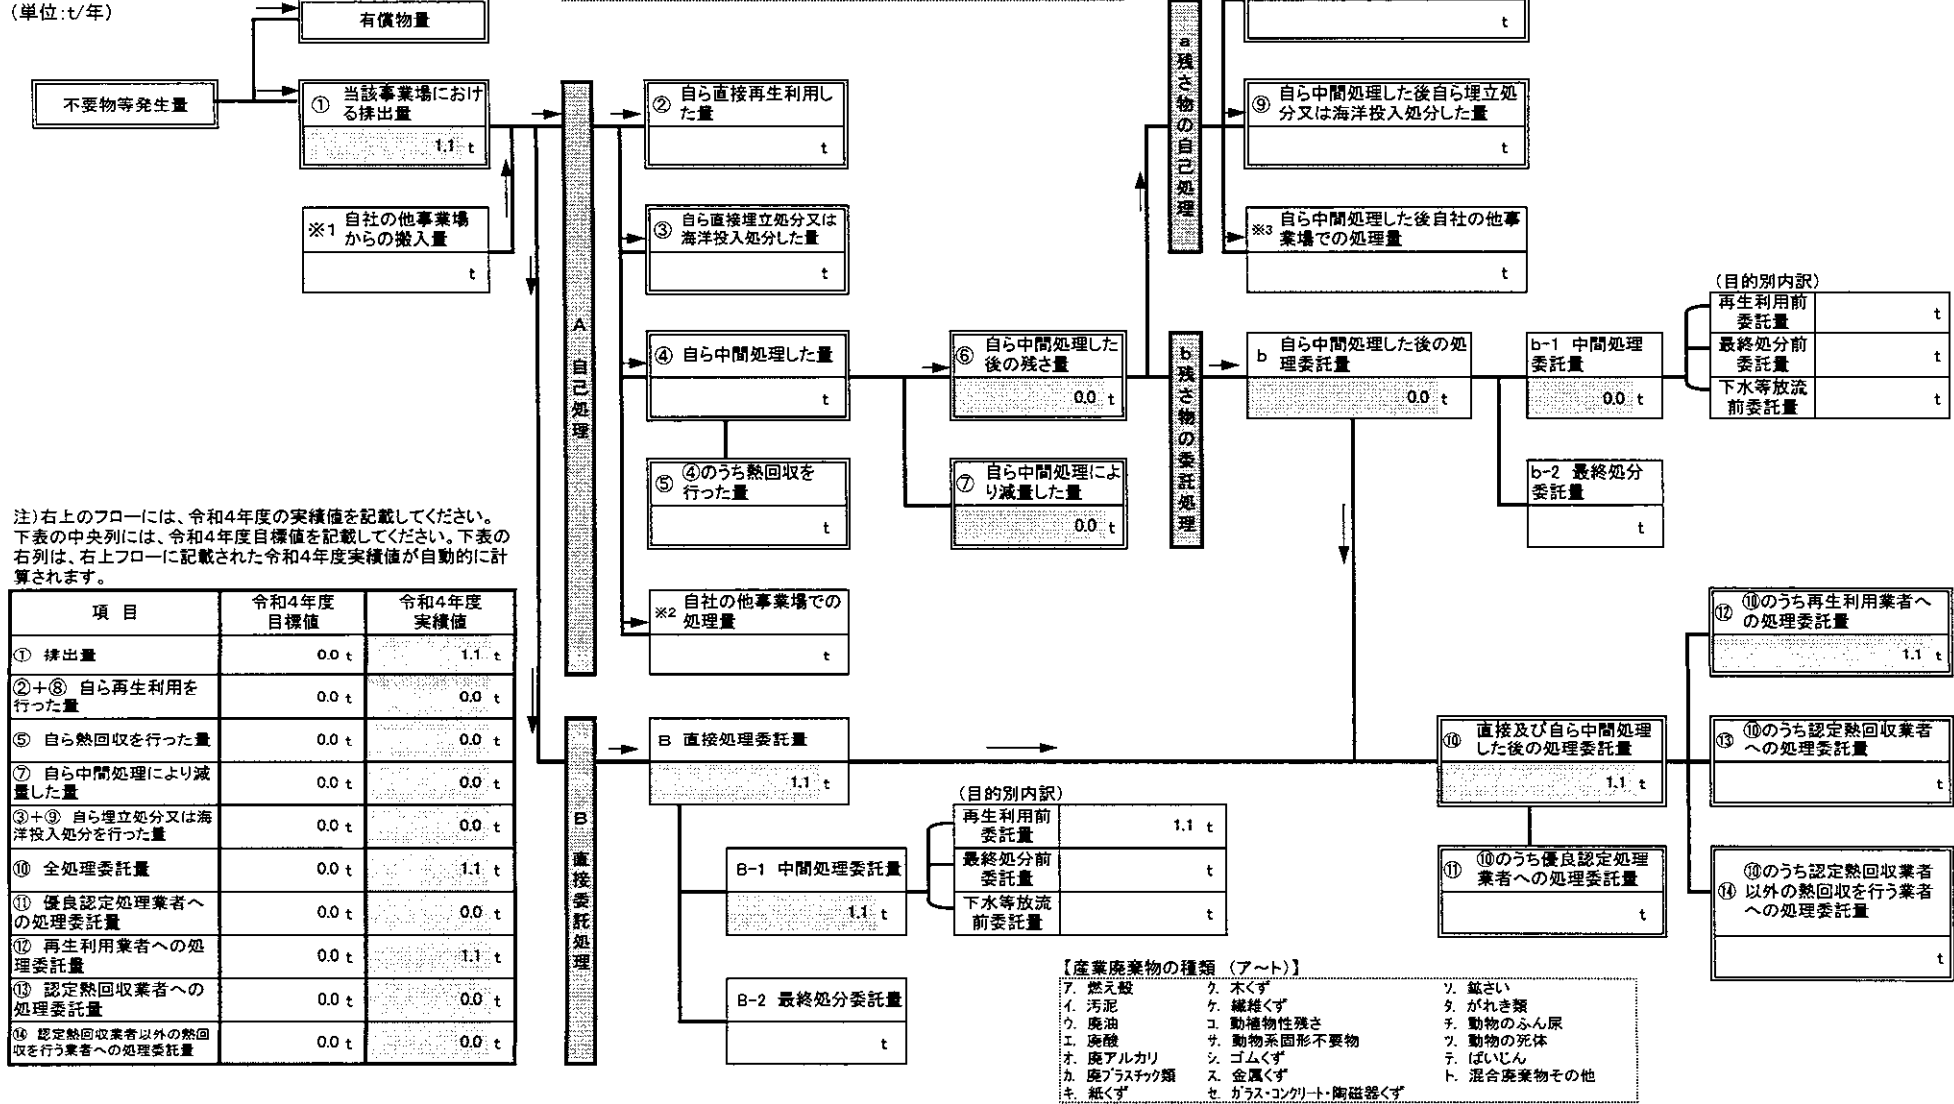 (単位:t/年)
有償物量
t
不要物等発生量
① 当該事業場におけ
る排出量
1.1 t
※1 自社の他事業場
からの搬入量
t
A 自己処理
② 自ら直接再生利用し
た量
t
③ 自ら直接埋立処分又は
海洋投入処分した量
t
④ 自ら中間処理した量
t
⑤ ④のうち熱回収を
行った量
t
※2 自社の他事業場での
処理量
t
⑥ 自ら中間処理した
後の残さ量
0.0 t
⑦ 自ら中間処理によ
り減量した量
0.0 t
a 残さ物の自己処理
⑨ 自ら中間処理した後自ら埋立処
分又は海洋投入処分した量
t
※3 自ら中間処理した後自社の他事
業場での処理量
t
b 残さ物の委託処理
b 自ら中間処理した後の処
理委託量
0.0 t
b-1 中間処理
委託量
0.0 t
b-2 最終処分
委託量
t
(目的別内訳)
再生利用前
委託量
t
最終処分前
委託量
t
下水等放流
前委託量
t
注)右上のフローには、令和4年度の実績値を記載してください。
下表の中央列には、令和4年度目標値を記載してください。下表の
右列は、右上フローに記載された令和4年度実績値が自動的に計
算されます。
項 目
令和4年度
目標値
令和4年度
実績値
① 排出量 0.0 t 1.1 t
②+⑧ 自ら再生利用を
行った量 0.0 t 0.0 t
⑤ 自ら熱回収を行った量 0.0 t 0.0 t
⑦ 自ら中間処理により減
量した量 0.0 t 0.0 t
③+⑨ 自ら埋立処分又は海
洋投入処分を行った量 0.0 t 0.0 t
⑩ 全処理委託量 0.0 t 1.1 t
⑪ 優良認定処理業者へ
の処理委託量 0.0 t 0.0 t
⑫ 再生利用業者への処
理委託量 0.0 t 1.1 t
⑬ 認定熱回収業者への
処理委託量 0.0 t 0.0 t
⑭ 認定熱回収業者以外の熱回
収を行う業者への処理委託量 0.0 t 0.0 t
B 直接委託処理
B 直接処理委託量
1.1 t
B-1 中間処理委託量
1.1 t
B-2 最終処分委託量
t
(目的別内訳)
再生利用前
委託量
1.1 t
最終処分前
委託量
t
下水等放流
前委託量
t
⑩ 直接及び自ら中間処理
した後の処理委託量
1.1 t
⑪ ⑩のうち優良認定処理
業者への処理委託量
t
⑫ ⑩のうち再生利用業者へ
の処理委託量
1.1 t
⑬ ⑩のうち認定熱回収業者
への処理委託量
t
⑭ ⑩のうち認定熱回収業者
以外の熱回収を行う業者
への処理委託量
t
【産業廃棄物の種類 (ア~ト)】
ア. 燃え殻 ク. 木くず ソ. 鉱さい
イ. 汚泥 ケ. 繊維くず タ. がれき類
ウ. 廃油 コ. 動植物性残さ チ. 動物のふん尿
エ. 廃酸 サ. 動物系固形不要物 ツ. 動物の死体
オ. 廃アルカリ シ. ゴムくず テ. ばいじん
カ. 廃プラスチック類 ス. 金属くず ト. 混合廃棄物その他
キ. 紙くず セ. ガラス・コンクリート・陶磁器くず